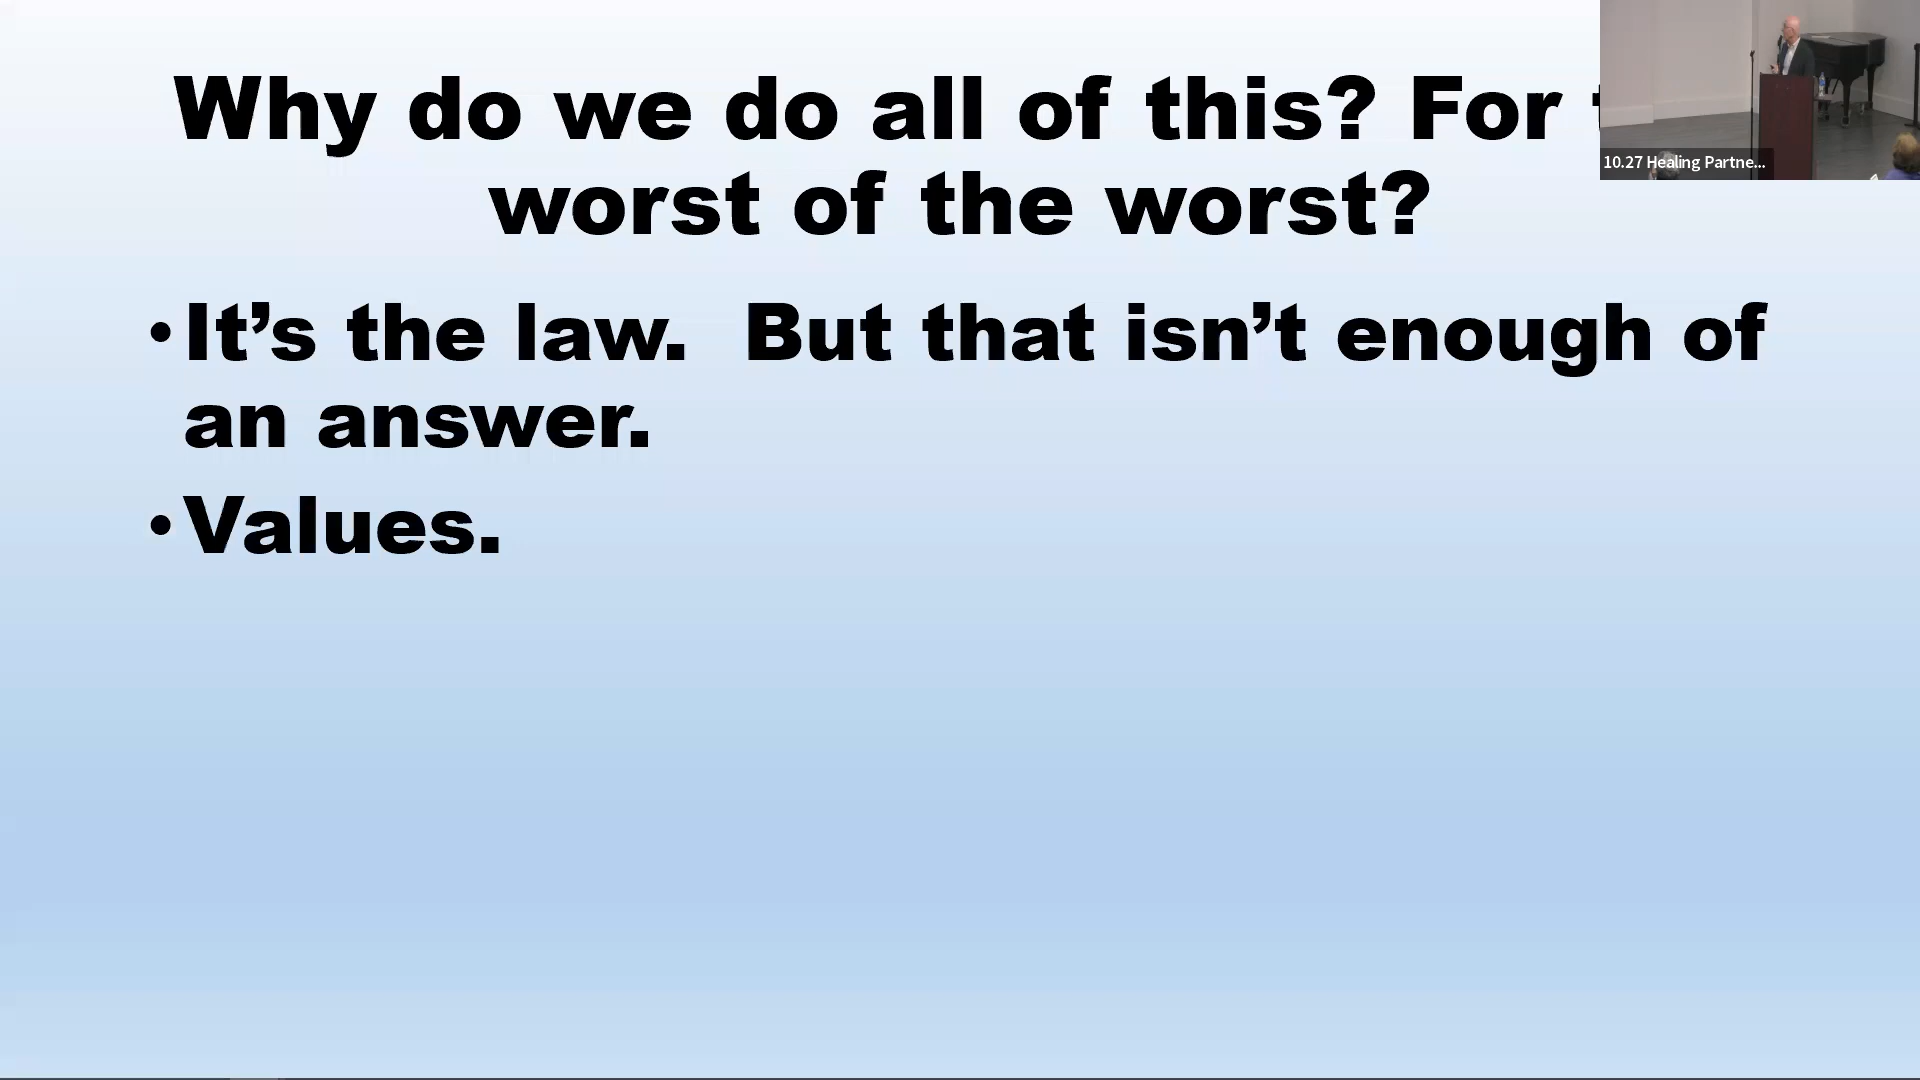 Why do we do all of this? For
worst of the worst?
•It’s the law.  But that isn’t enough of
an answer.
•Values.
10.27 Healing Partne...